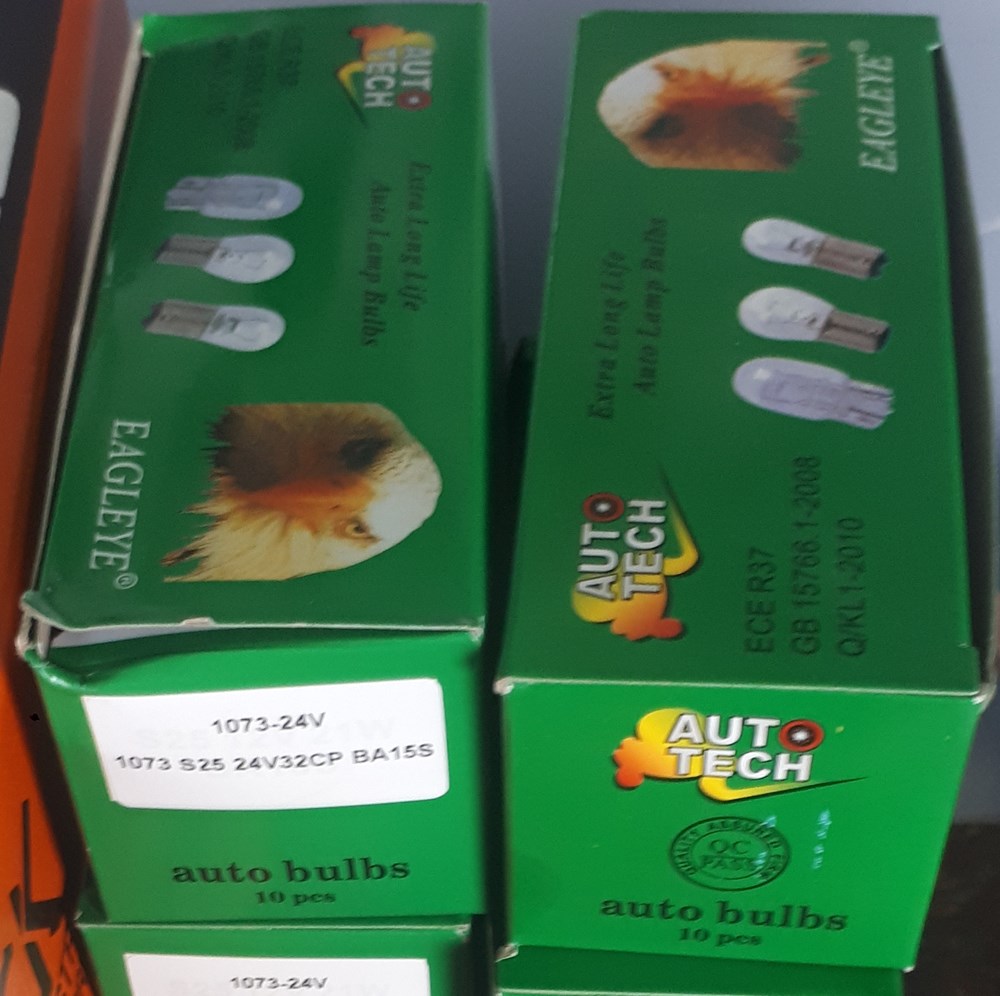 AUTO
TECH
Extra Long Life
Auto Lamp Bulbs
EAGLEYE®
1073-24V
1073 S25 24V32CP BA15S
auto bulbs
10 pcs
1073-24V
EAGLEYE®
Extra Long Life
Auto Lamp Bulbs
AUTO
TECH
ECE R37
GB 15766.1-2008
Q/KL1-2010
AUTO
TECH
QUALITY ASSURED
QC
PASS
auto bulbs
10 pcs